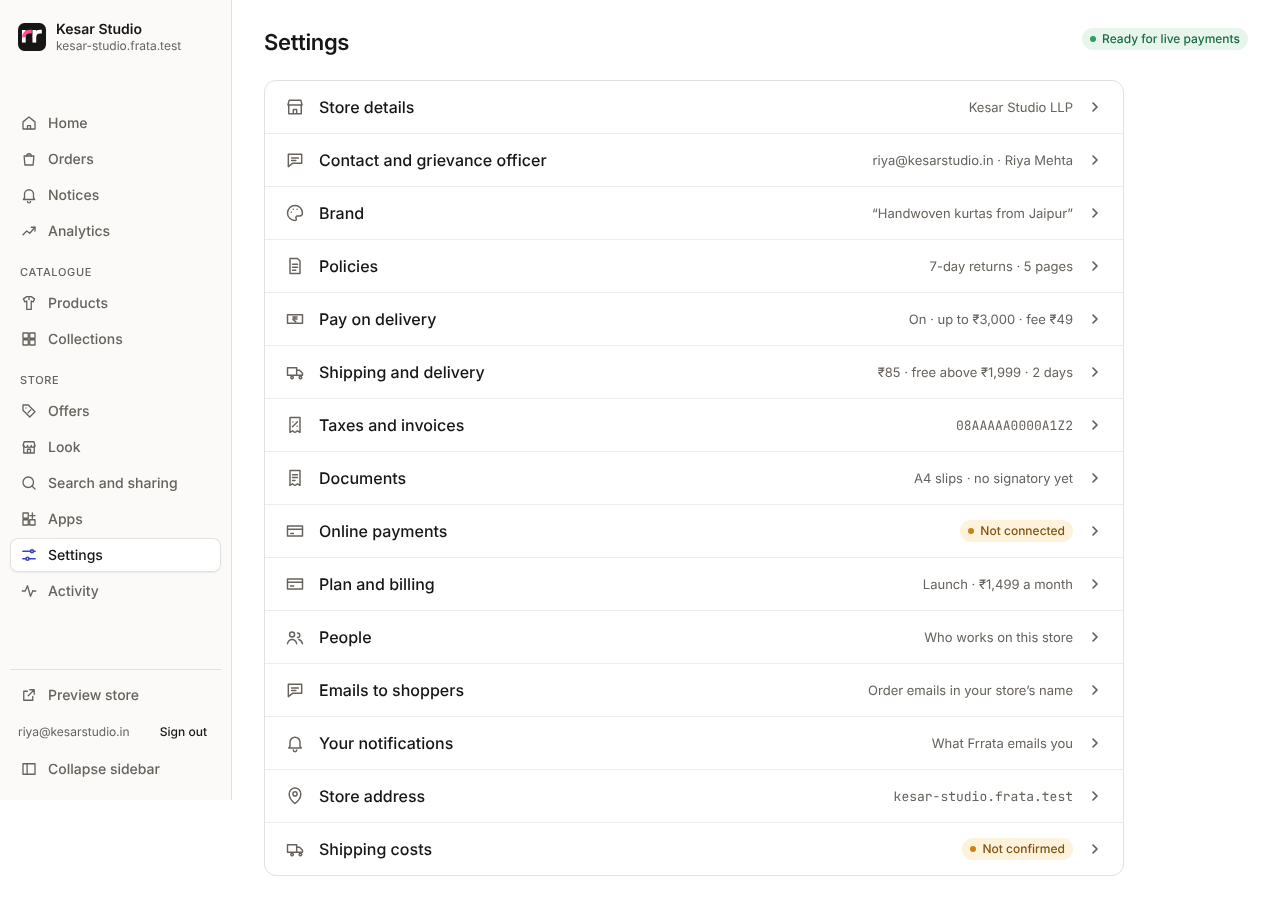 Kesar Studio
kesar-studio.frata.test
Home
Orders
Notices
Analytics
CATALOGUE
Products
Collections
STORE
Offers
Look
Search and sharing
Apps
Settings
Activity
Preview store
riya@kesarstudio.in Sign out
Collapse sidebar
Settings
Ready for live payments
Store details Kesar Studio LLP
Contact and grievance officer riya@kesarstudio.in · Riya Mehta
Brand “Handwoven kurtas from Jaipur”
Policies 7-day returns · 5 pages
Pay on delivery On · up to ₹3,000 · fee ₹49
Shipping and delivery ₹85 · free above ₹1,999 · 2 days
Taxes and invoices 08AAAAA0000A1Z2
Documents A4 slips · no signatory yet
Online payments Not connected
Plan and billing Launch · ₹1,499 a month
People Who works on this store
Emails to shoppers Order emails in your store’s name
Your notifications What Frrata emails you
Store address kesar-studio.frata.test
Shipping costs Not confirmed